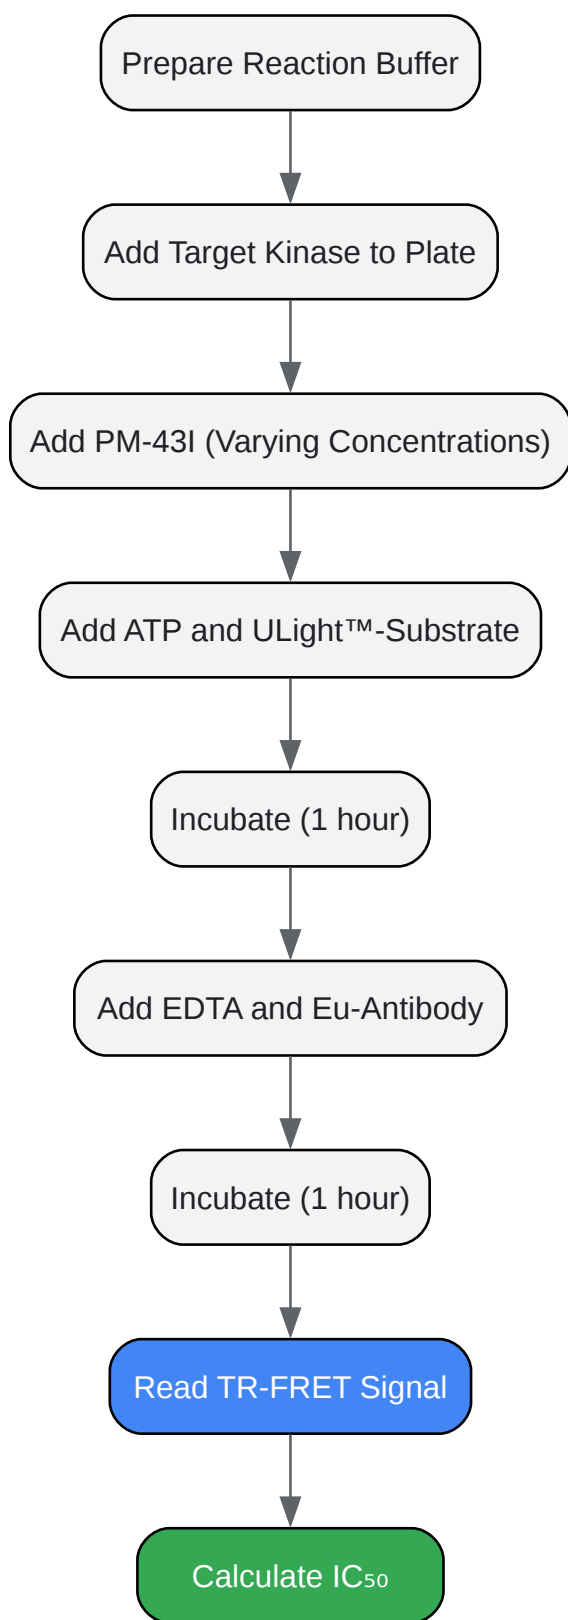 Prepare Reaction Buffer
Add Target Kinase to Plate
Add PM-43I (Varying Concentrations)
Add ATP and ULight™-Substrate
Incubate (1 hour)
Add EDTA and Eu-Antibody
Incubate (1 hour)
Read TR-FRET Signal
Calculate IC₅₀